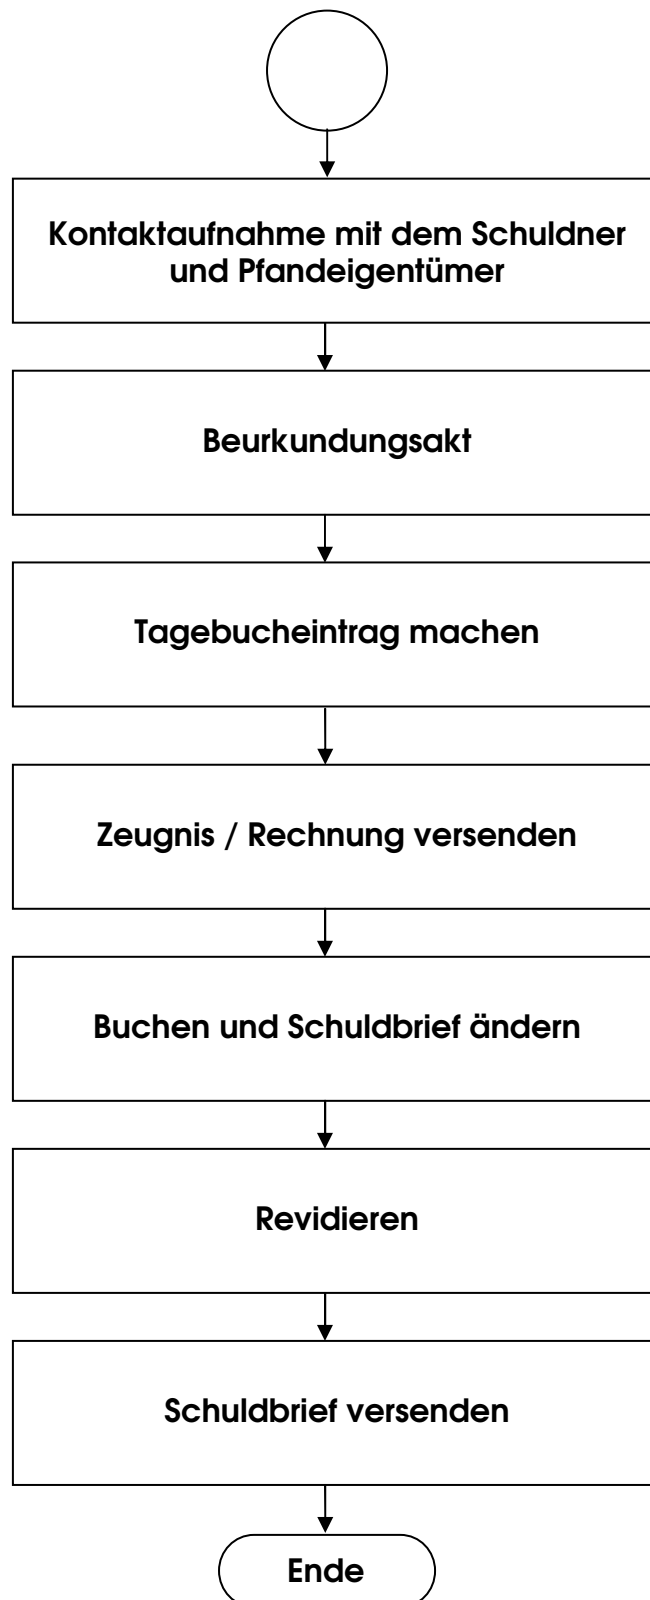 Kontaktaufnahme mit dem Schuldner
und Pfandeigentümer
Beurkundungsakt
Tagebucheintrag machen
Zeugnis / Rechnung versenden
Buchen und Schuldbrief ändern
Revidieren
Schuldbrief versenden
Ende